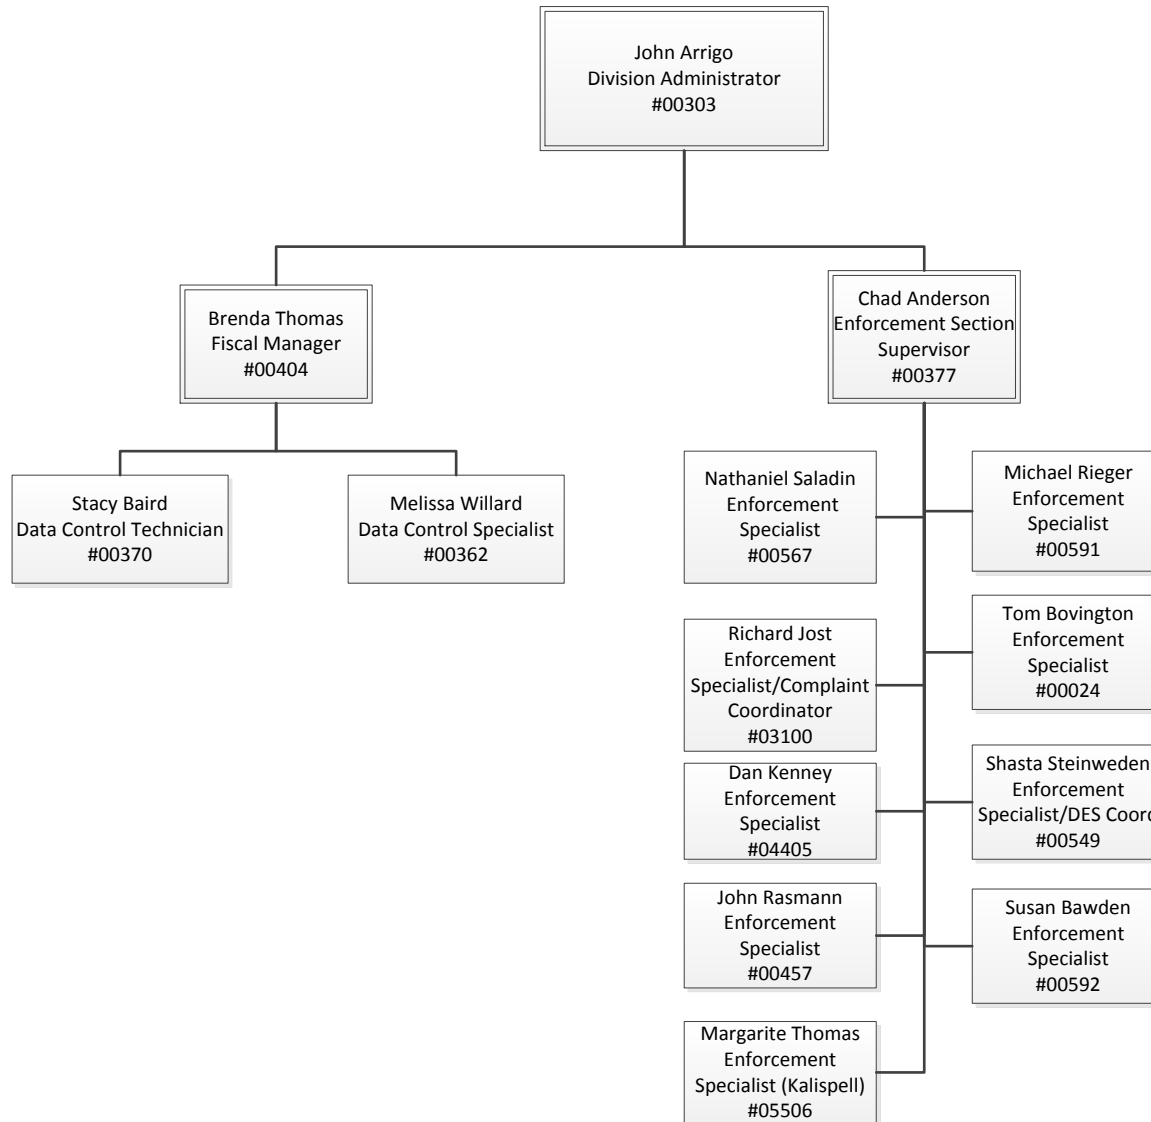 John Arrigo
Division Administrator
#00303
Brenda Thomas
Fiscal Manager
#00404
Chad Anderson
Enforcement Section
Supervisor
#00377
Stacy Baird
Data Control Technician
#00370
Melissa Willard
Data Control Specialist
#00362
Nathaniel Saladin
Enforcement
Specialist
#00567
Michael Rieger
Enforcement
Specialist
#00591
Richard Jost
Enforcement
Specialist/Complaint
Coordinator
#03100
Tom Bovington
Enforcement
Specialist
#00024
Dan Kenney
Enforcement
Specialist
#04405
Shasta Steinweden
Enforcement
Specialist/DES Coord
#00549
John Rasmann
Enforcement
Specialist
#00457
Susan Bawden
Enforcement
Specialist
#00592
Margarite Thomas
Enforcement
Specialist (Kalispell)
#05506